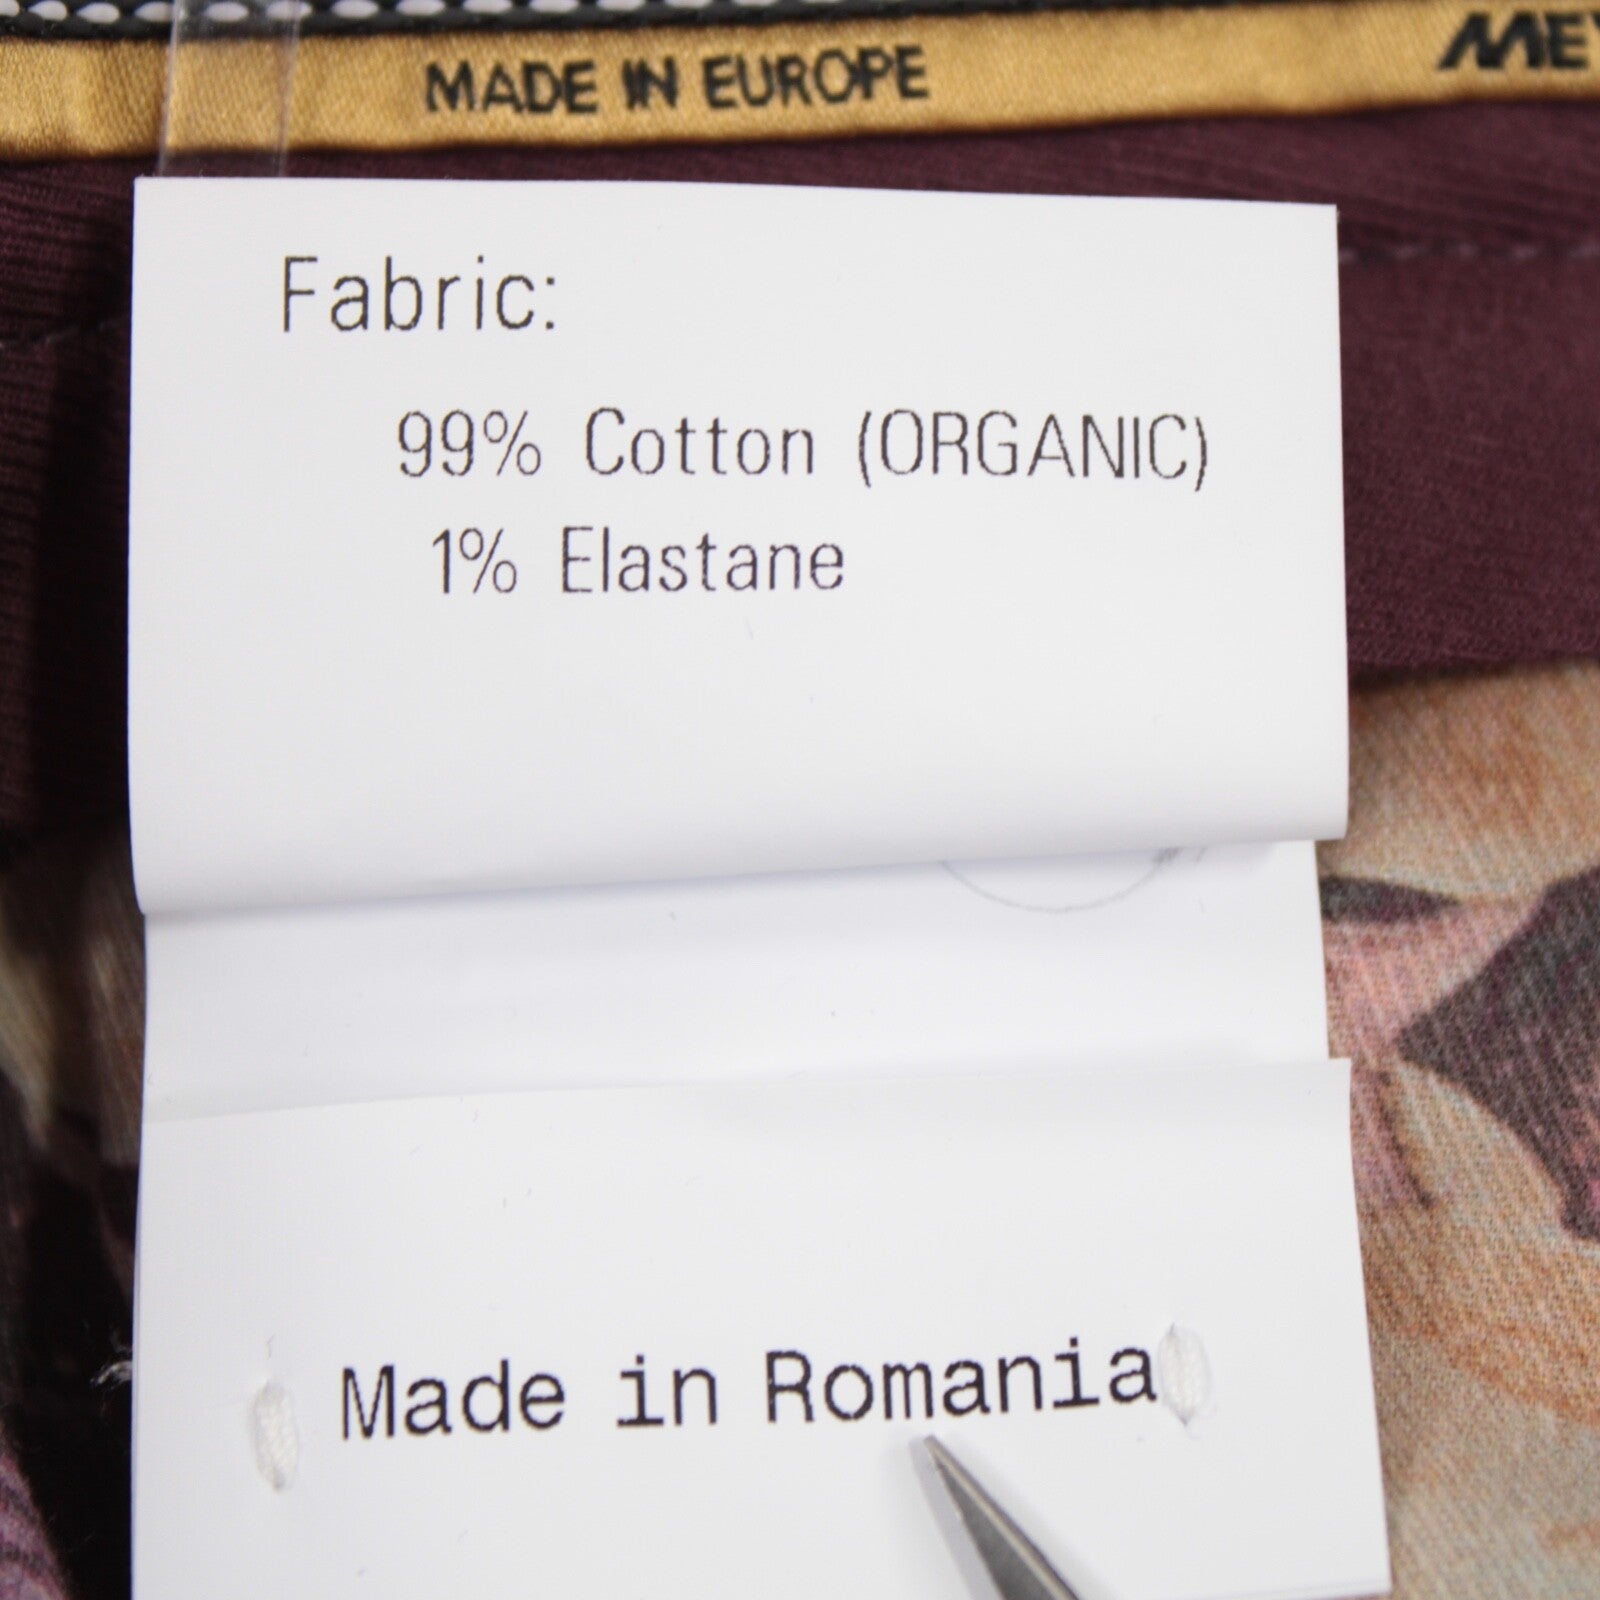 MADE IN EUROPE
Fabric:
99% Cotton (ORGANIC)
1% Elastane
Made in Romania